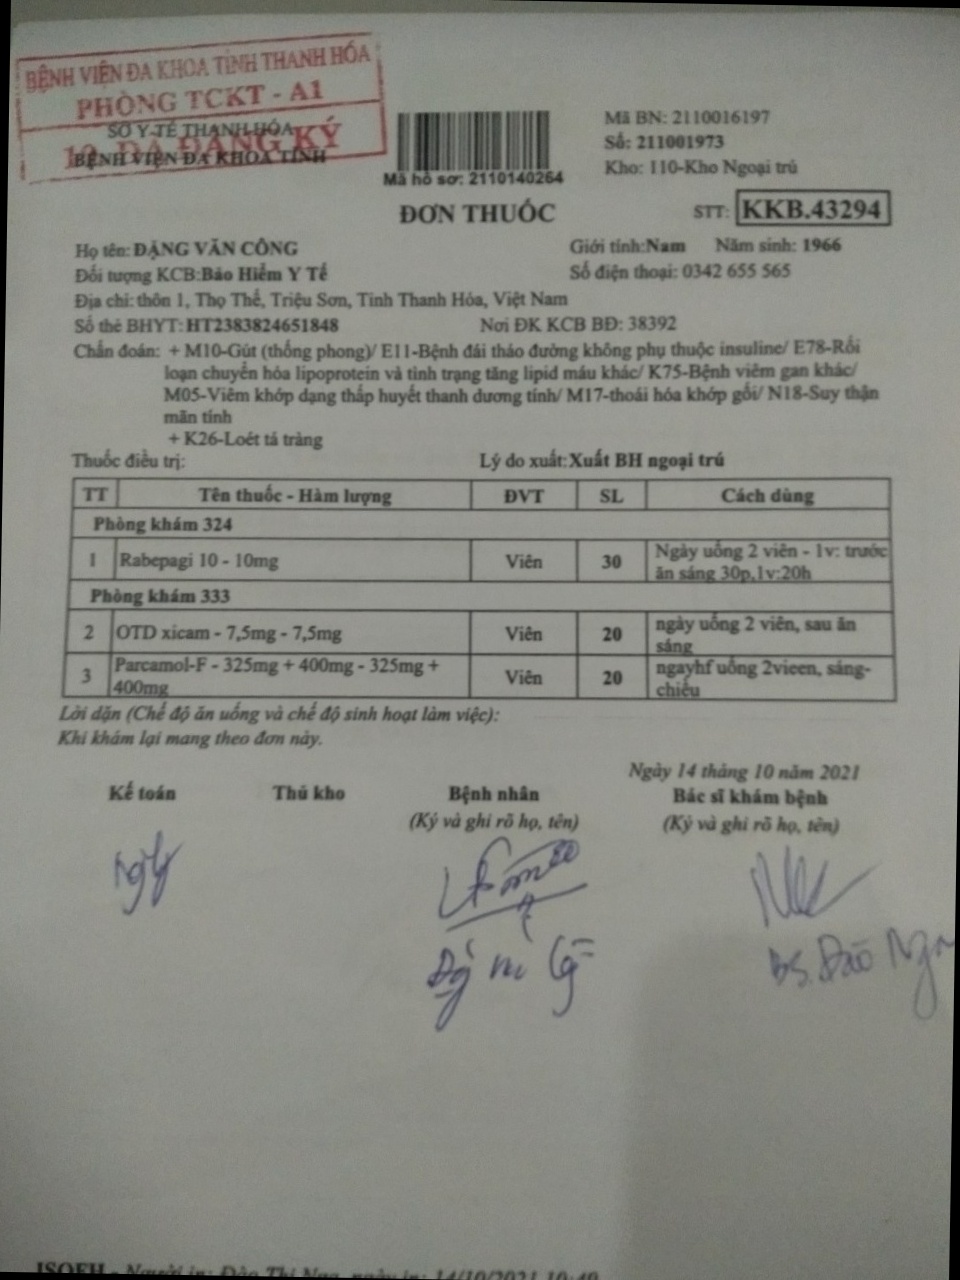 BỆNH VIỆN ĐA KHOA TỈNH THANH HÓA
PHÒNG TCKT - A1
SỞ Y TẾ THANH HÓA
ĐÃ ĐĂNG KÝ
BỆNH VIỆN ĐA KHOA TỈNH
Mã hồ sơ: 2110140264
Mã BN: 2110016197
Số: 211001973
Kho: 110-Kho Ngoại trú
ĐƠN THUỐC
STT: KKB.43294
Họ tên: ĐẶNG VĂN CÔNG Giới tính:Nam Năm sinh: 1966
Đối tượng KCB:Bảo Hiểm Y Tế Số điện thoại: 0342 655 565
Địa chỉ: thôn 1, Thọ Thế, Triệu Sơn, Tỉnh Thanh Hóa, Việt Nam
Số thẻ BHYT: HT2383824651848 Nơi ĐK KCB BĐ: 38392
Chẩn đoán: + M10-Gút (thống phong)/ E11-Bệnh đái tháo đường không phụ thuộc insuline/ E78-Rối
loạn chuyển hóa lipoprotein và tình trạng tăng lipid máu khác/ K75-Bệnh viêm gan khác/
M05-Viêm khớp dạng thấp huyết thanh dương tính/ M17-thoái hóa khớp gối/ N18-Suy thận
mãn tính
+ K26-Loét tá tràng
Thuốc điều trị: Lý do xuất: Xuất BH ngoại trú
TT Tên thuốc - Hàm lượng ĐVT SL Cách dùng
Phòng khám 324
1 Rabepagi 10 - 10mg Viên 30 Ngày uống 2 viên - 1v: trước
ăn sáng 30p,1v:20h
Phòng khám 333
2 OTD xicam - 7,5mg - 7,5mg Viên 20 ngày uống 2 viên, sau ăn
sáng
3 Parcamol-F - 325mg + 400mg - 325mg +
400mg Viên 20 ngayhf uống 2vieen, sáng-
chiều
Lời dặn (Chế độ ăn uống và chế độ sinh hoạt làm việc):
Khi khám lại mang theo đơn này.
Ngày 14 tháng 10 năm 2021
Kế toán Thủ kho Bệnh nhân Bác sĩ khám bệnh
(Ký và ghi rõ họ, tên) (Ký và ghi rõ họ, tên)
BS. Đào Nga
ISOFH - Người in: Đào Thị Nga, ngày in: 14/10/2021 10:49